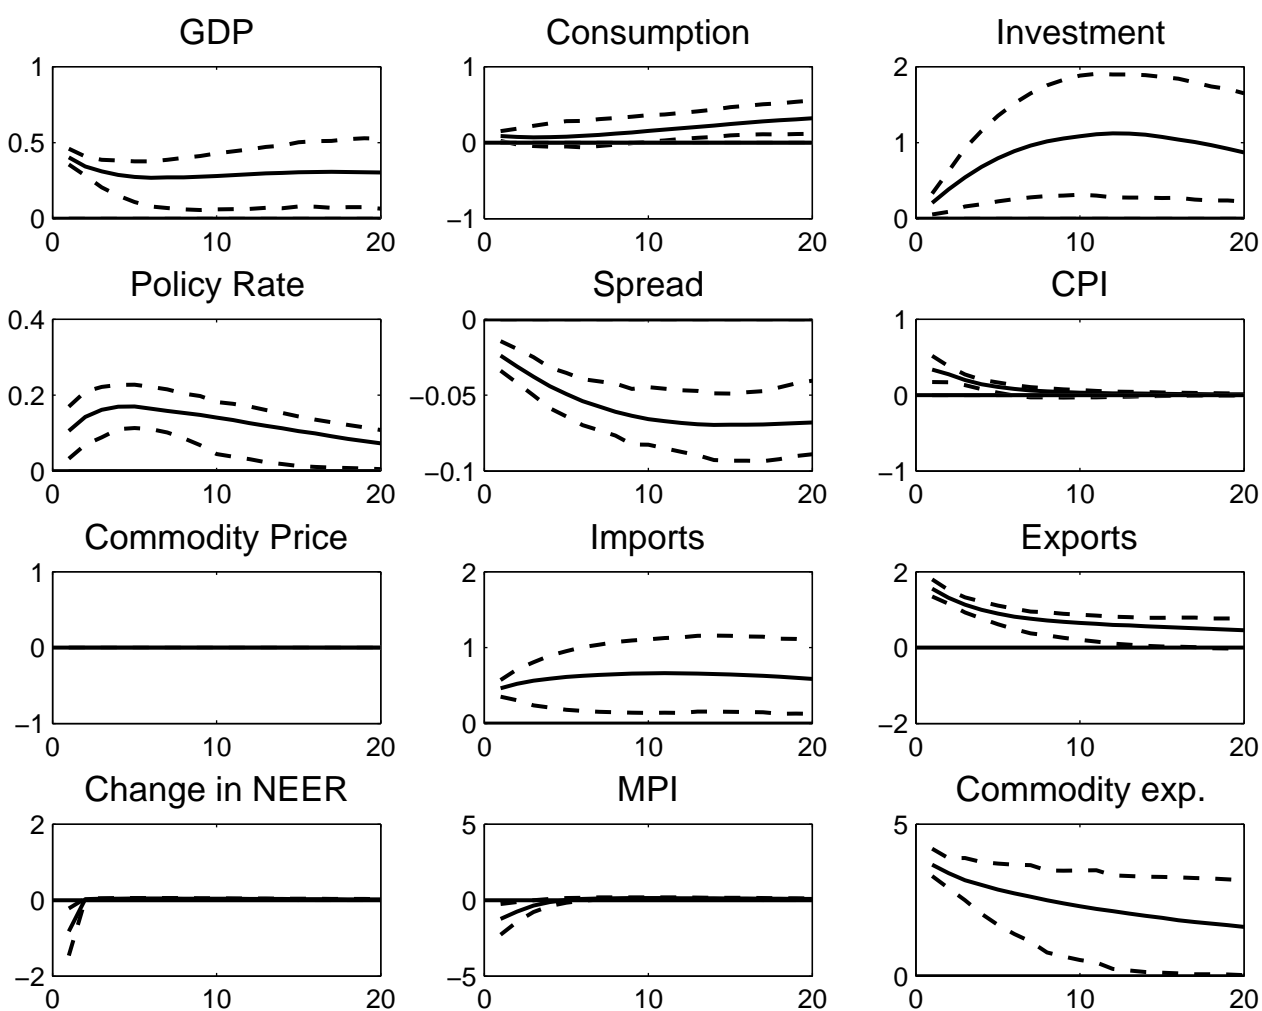 GDP Consumption Investment
1 1 2
0.5 0 1
0 −1 0
0 10 20 0 10 20 0 10 20
Policy Rate Spread CPI
0.4 0 1
0.2 −0.05 0
0 −0.1 −1
0 10 20 0 10 20 0 10 20
Commodity Price Imports Exports
1 2 2
0 1 0
−1 0 −2
0 10 20 0 10 20 0 10 20
Change in NEER MPI Commodity exp.
2 5 5
0 0
−2 −5 0
0 10 20 0 10 20 0 10 20